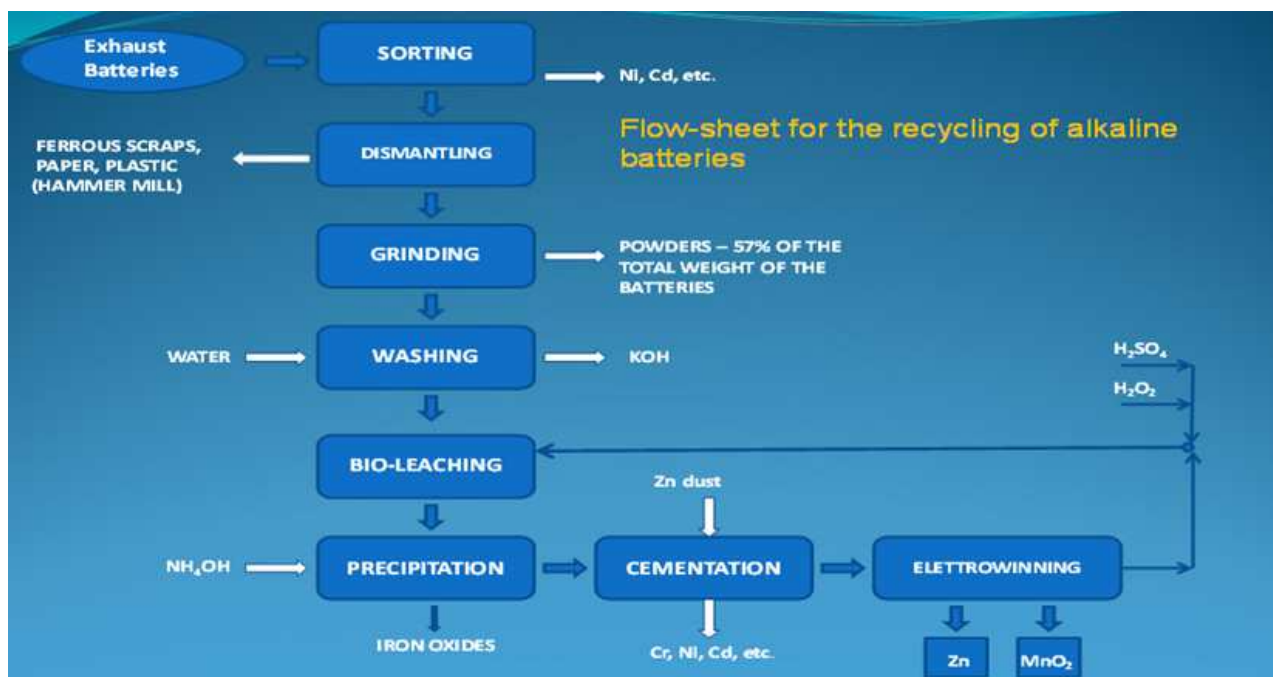 Exhaust
Batteries
SORTING
Ni, Cd, etc.
Flow-sheet for the recycling of alkaline
batteries
FERROUS SCRAPS,
PAPER, PLASTIC
(HAMMER MILL)
DISMANTLING
GRINDING
POWDERS – 57% OF THE
TOTAL WEIGHT OF THE
BATTERIES
WATER
WASHING
KOH
H₂SO₄
H₂O₂
BIO-LEACHING
Zn dust
NH₄OH
PRECIPITATION
CEMENTATION
ELETTROWINNING
IRON OXIDES
Cr, Ni, Cd, etc.
Zn
MnO₂